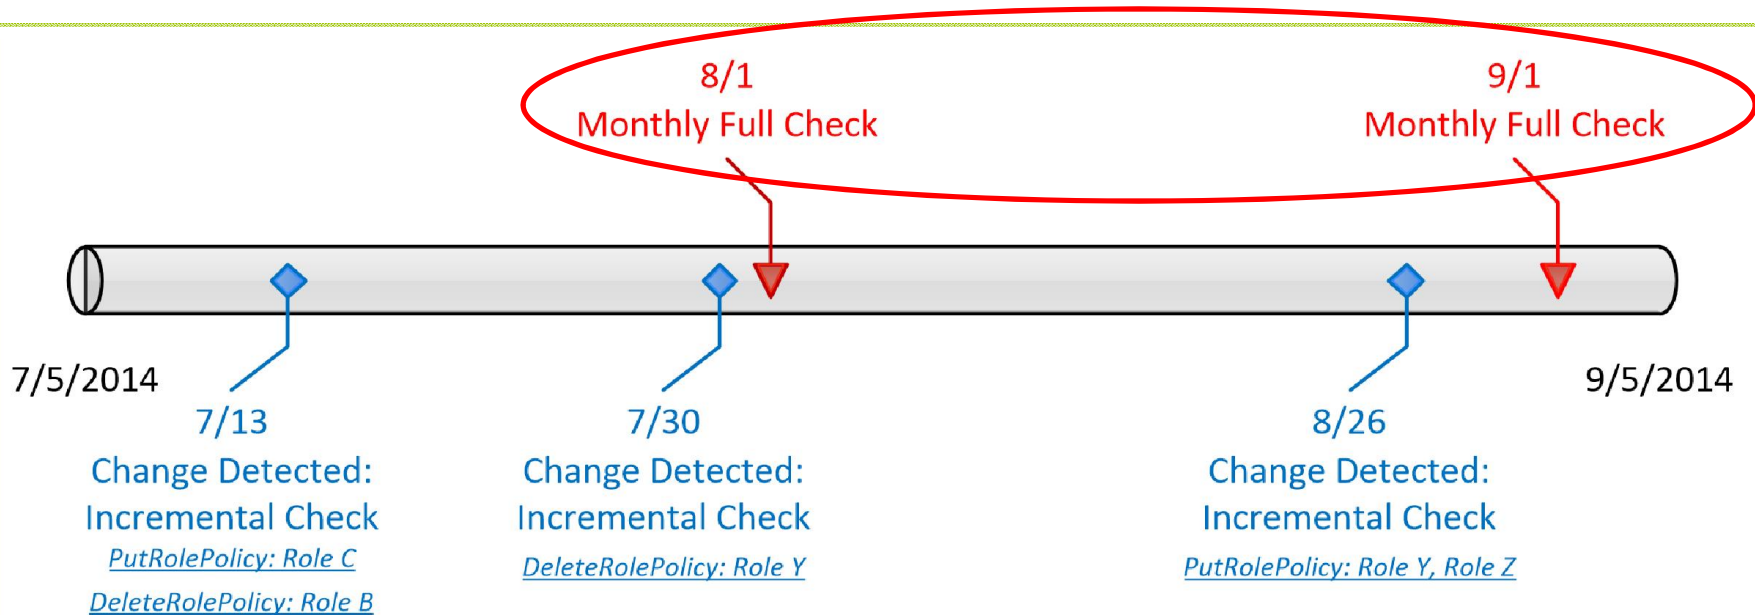 8/1
Monthly Full Check
9/1
Monthly Full Check
7/5/2014
9/5/2014
7/13
Change Detected:
Incremental Check
PutRolePolicy: Role C
DeleteRolePolicy: Role B
7/30
Change Detected:
Incremental Check
DeleteRolePolicy: Role Y
8/26
Change Detected:
Incremental Check
PutRolePolicy: Role Y, Role Z